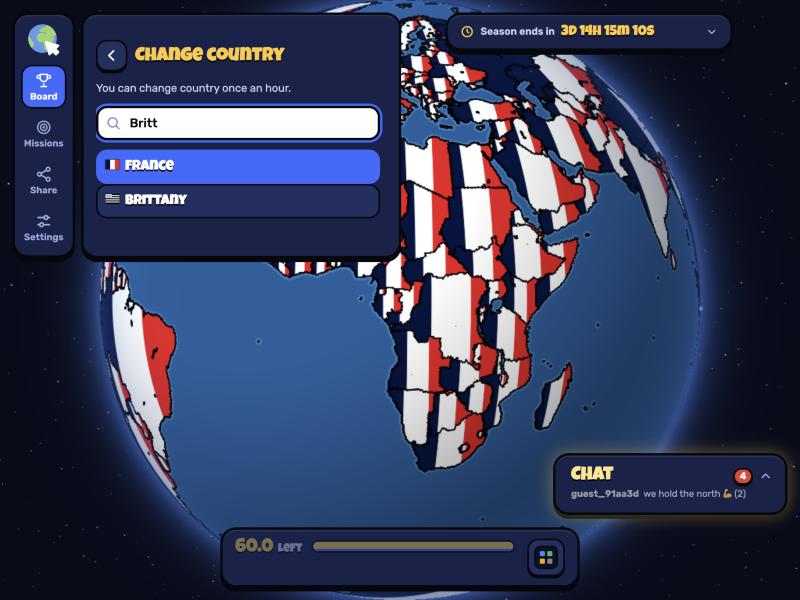 Board
Missions
Share
Settings
CHANGE COUNTRY
You can change country once an hour.
Britt
FRANCE
BRITTANY
Season ends in 3D 14H 15m 10S
CHAT
4
guest_91aa3d we hold the north 💪 (2)
60.0 LEFT